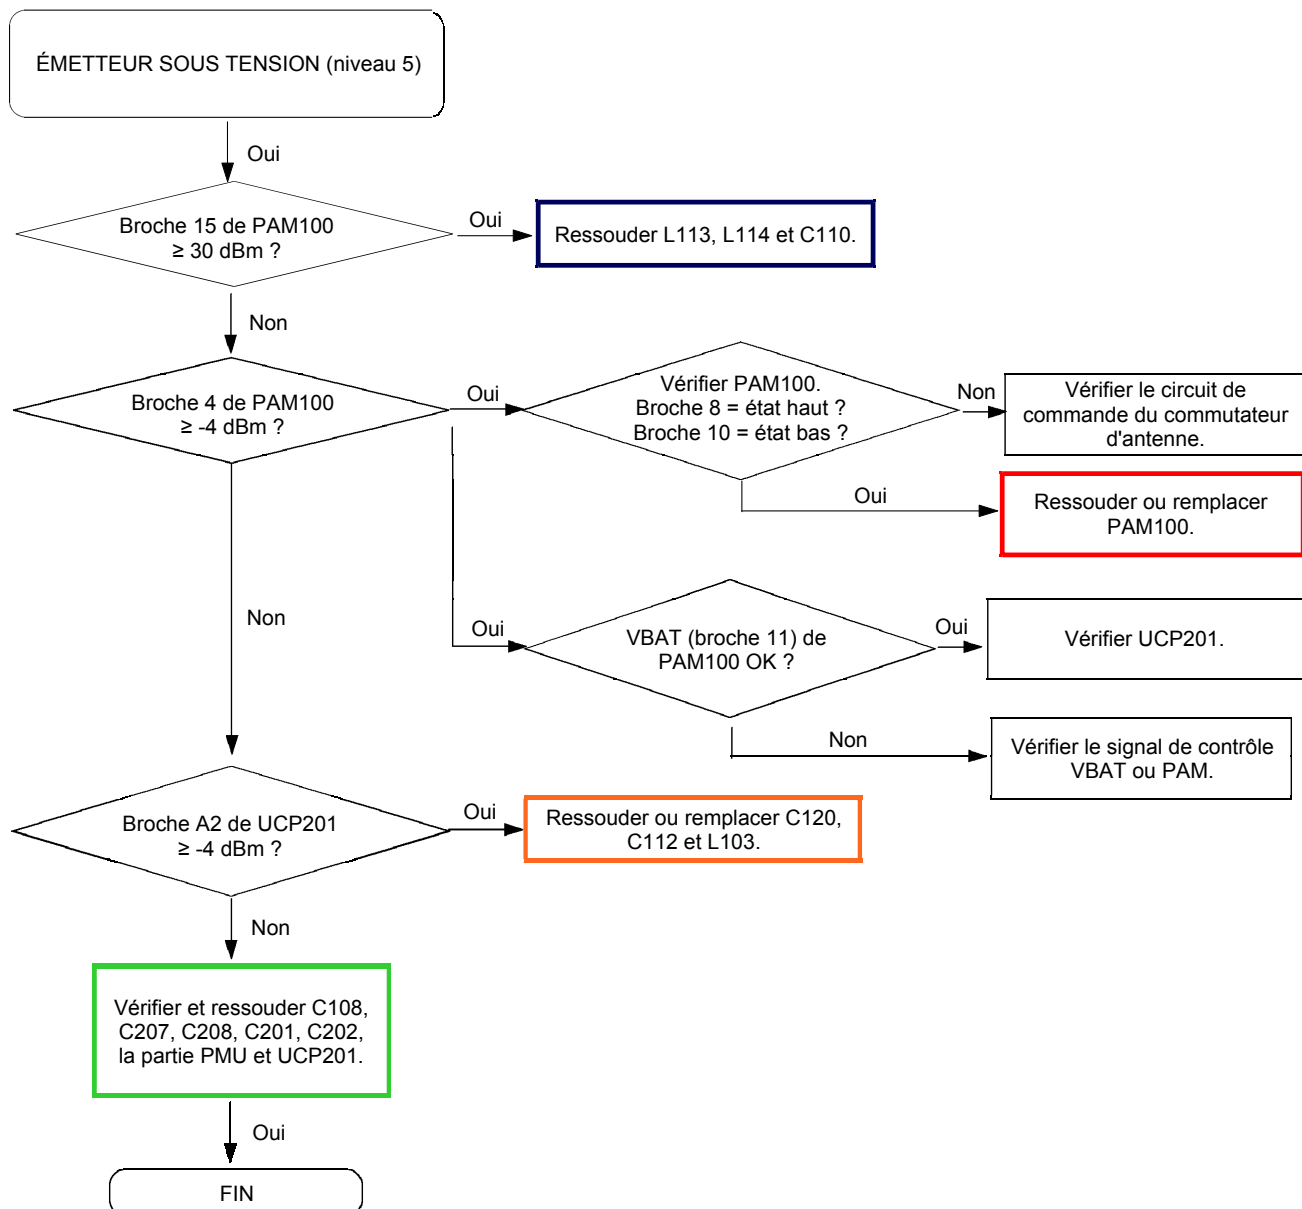 ÉMETTEUR SOUS TENSION (niveau 5)
Oui
Broche 15 de PAM100
≥ 30 dBm ?
Oui
Ressouder L113, L114 et C110.
Non
Broche 4 de PAM100
≥ -4 dBm ?
Oui
Vérifier PAM100.
Broche 8 = état haut ?
Broche 10 = état bas ?
Non
Vérifier le circuit de
commande du commutateur
d'antenne.
Oui
Ressouder ou remplacer
PAM100.
Non
Oui
VBAT (broche 11) de
PAM100 OK ?
Oui
Vérifier UCP201.
Non
Vérifier le signal de contrôle
VBAT ou PAM.
Broche A2 de UCP201
≥ -4 dBm ?
Oui
Ressouder ou remplacer C120,
C112 et L103.
Non
Vérifier et ressouder C108,
C207, C208, C201, C202,
la partie PMU et UCP201.
Oui
FIN